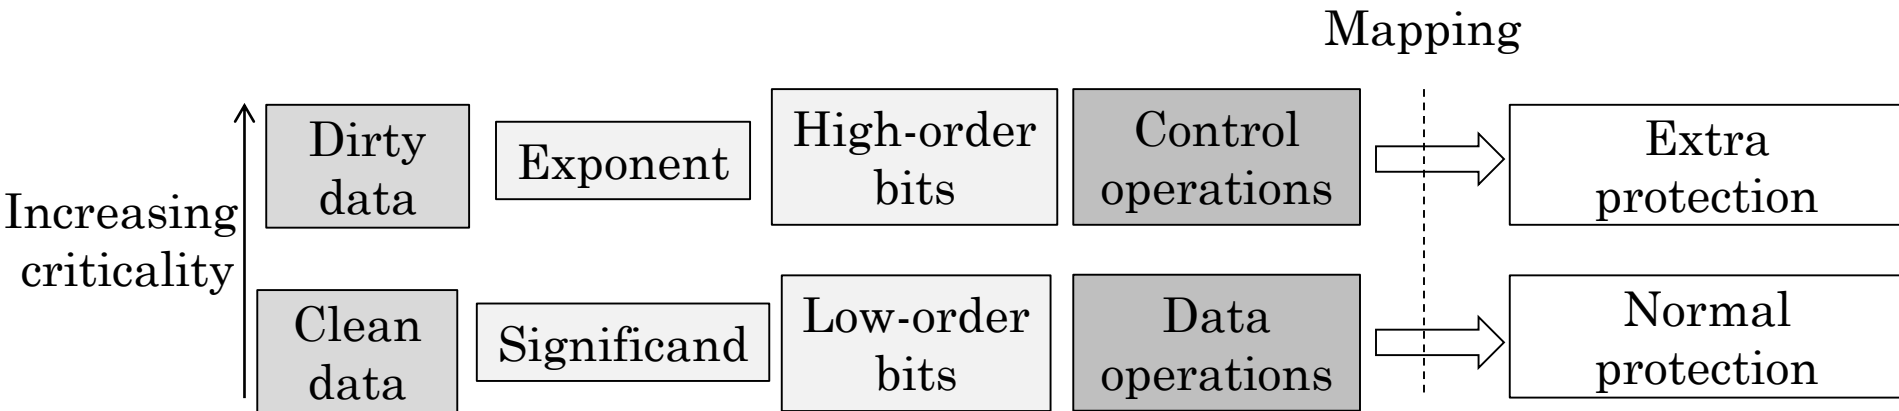 Mapping
Increasing
criticality
Dirty
data
Exponent
High-order
bits
Control
operations
Extra
protection
Clean
data
Significand
Low-order
bits
Data
operations
Normal
protection